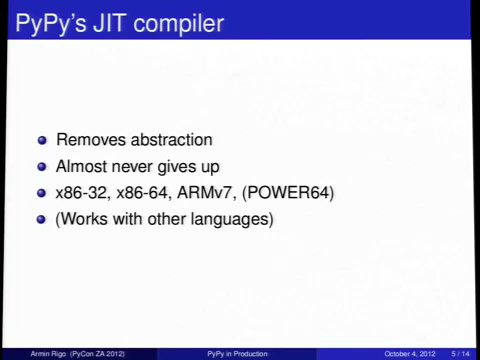 PyPy's JIT compiler
Removes abstraction
Almost never gives up
x86-32, x86-64, ARMv7, (POWER64)
(Works with other languages)
Armin Rigo (PyCon ZA 2012) PyPy in Production October 4, 2012 5 / 14